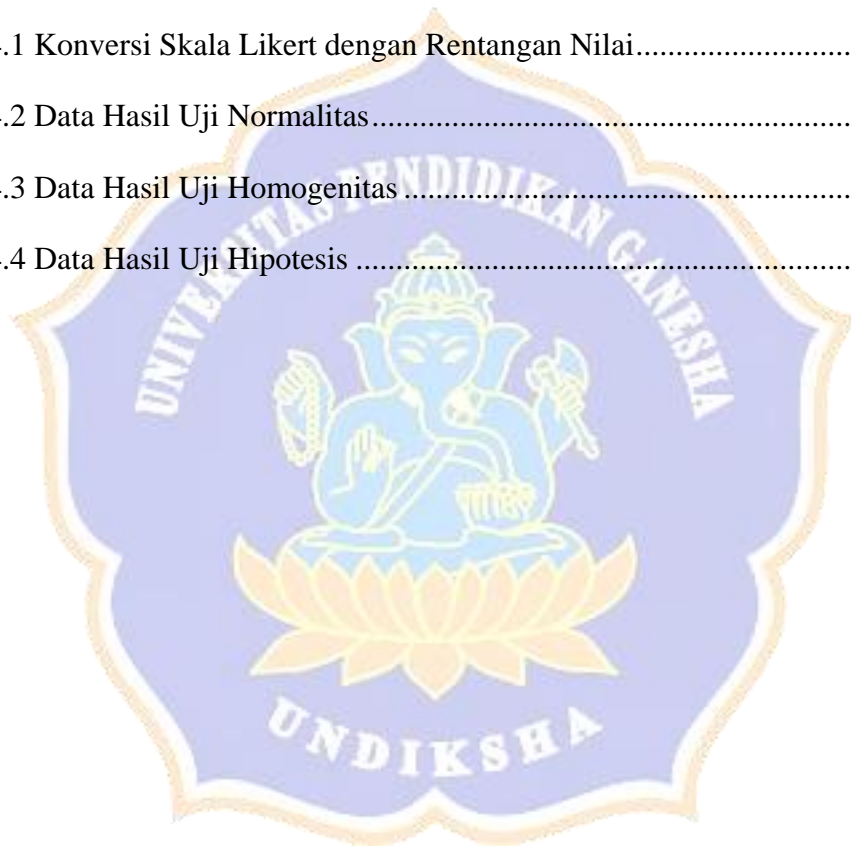 .1 Konversi Skala Likert dengan Rentangan Nilai...........................
.2 Data Hasil Uji Normalitas............................................................
.3 Data Hasil Uji Homogenitas........................................................
.4 Data Hasil Uji Hipotesis ..............................................................
UNIVERSITAS PENDIDIKAN GANESHA
UNDIKSHA